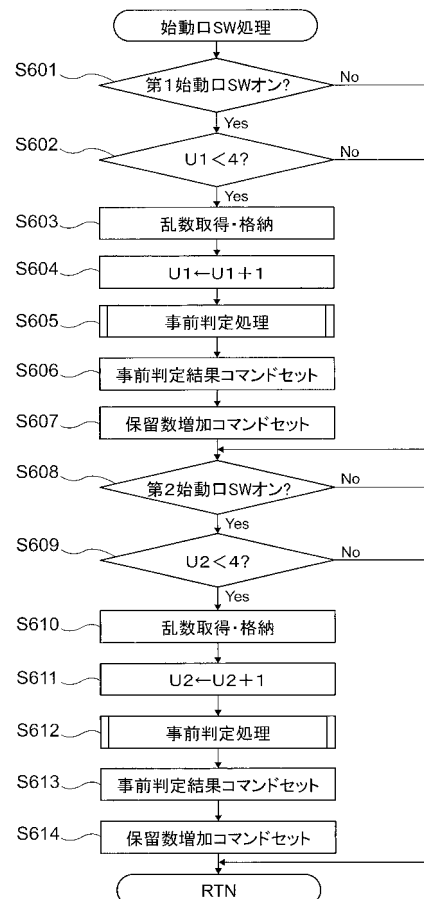 始動口SW処理
S601
第1始動口SWオン?
No
Yes
S602
U1<4?
No
Yes
S603
乱数取得・格納
S604
U1←U1+1
S605
事前判定処理
S606
事前判定結果コマンドセット
S607
保留数増加コマンドセット
S608
第2始動口SWオン?
No
Yes
S609
U2<4?
No
Yes
S610
乱数取得・格納
S611
U2←U2+1
S612
事前判定処理
S613
事前判定結果コマンドセット
S614
保留数増加コマンドセット
RTN